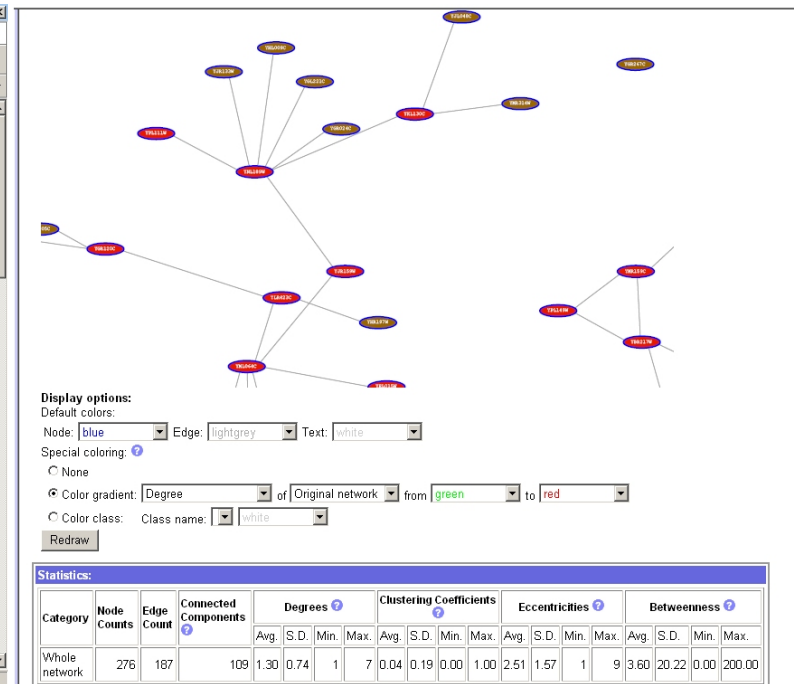 Display options:
Default colors:
Node: blue Edge: lightgrey Text: white
Special coloring: ?
None
Color gradient: Degree of Original network from green to red
Color class: Class name: white
Redraw
Statistics:
Category Node Counts Edge Count Connected Components ? Degrees ? Clustering Coefficients ? Eccentricities ? Betweenness ?
Avg. S.D. Min. Max. Avg. S.D. Min. Max. Avg. S.D. Min. Max. Avg. S.D. Min. Max.
Whole network 276 187 109 1.30 0.74 1 7 0.04 0.19 0.00 1.00 2.51 1.57 1 9 3.60 20.22 0.00 200.00